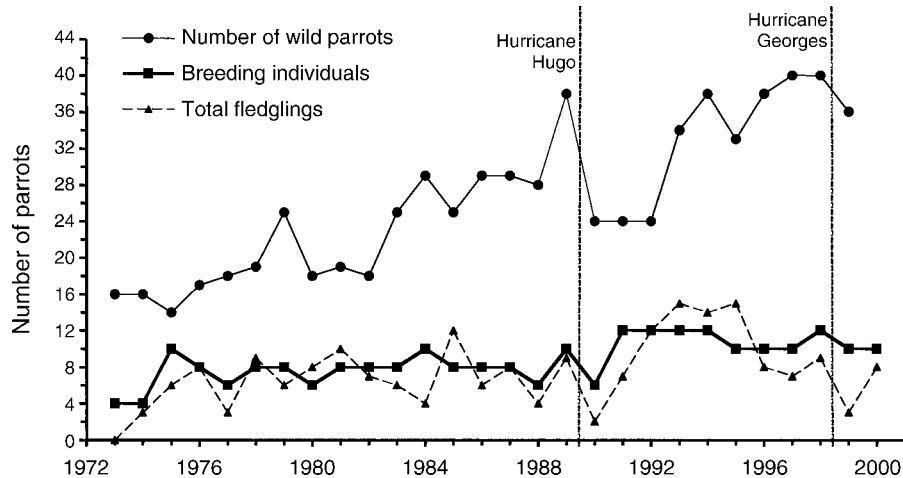 Number of wild parrots
Breeding individuals
Total fledglings
Hurricane
Hugo
Hurricane
Georges
Number of parrots
44
40
36
32
28
24
20
16
12
8
4
0
1972
1976
1980
1984
1988
1992
1996
2000